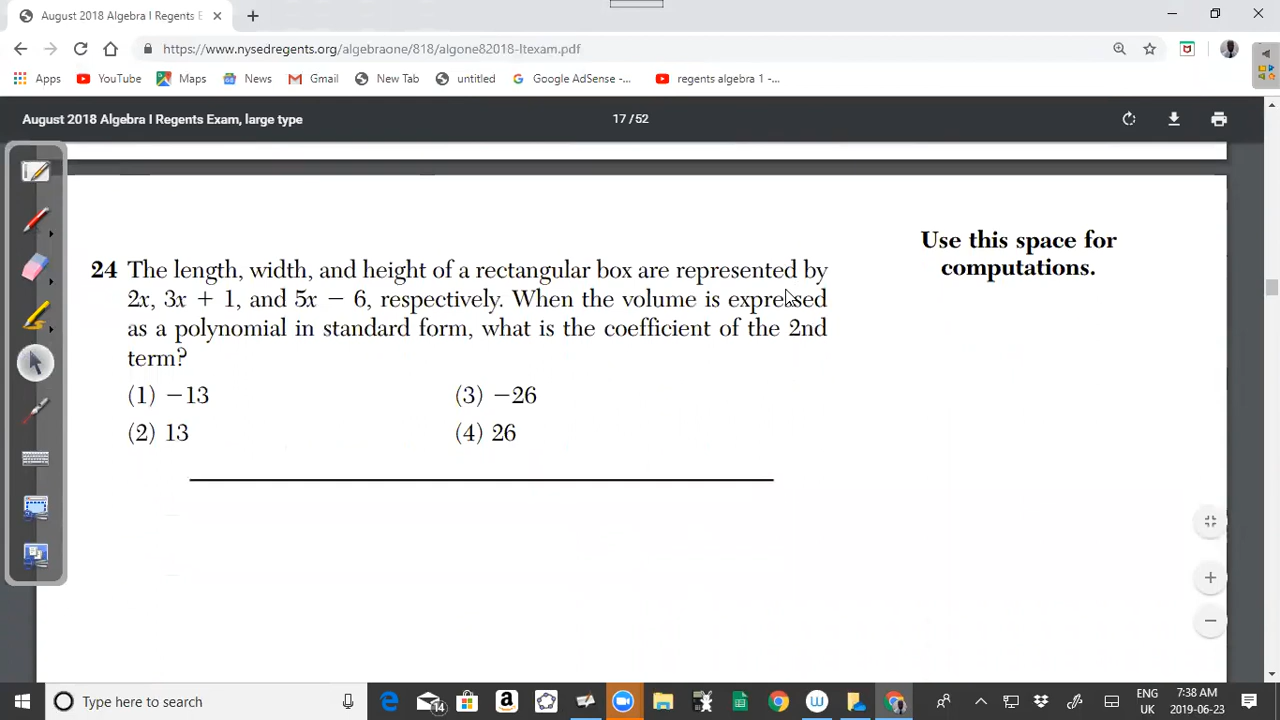 August 2018 Algebra I Regents E
https://www.nysedregents.org/algebraone/818/algone82018-ltexam.pdf
Apps YouTube Maps News Gmail New Tab untitled Google AdSense -... regents algebra 1 -...
August 2018 Algebra I Regents Exam, large type 17 / 52
Use this space for
computations.
24 The length, width, and height of a rectangular box are represented by
2x, 3x + 1, and 5x − 6, respectively. When the volume is expressed
as a polynomial in standard form, what is the coefficient of the 2nd
term?
(1) −13 (3) −26
(2) 13 (4) 26
Type here to search
14
ENG 7:38 AM
UK 2019-06-23